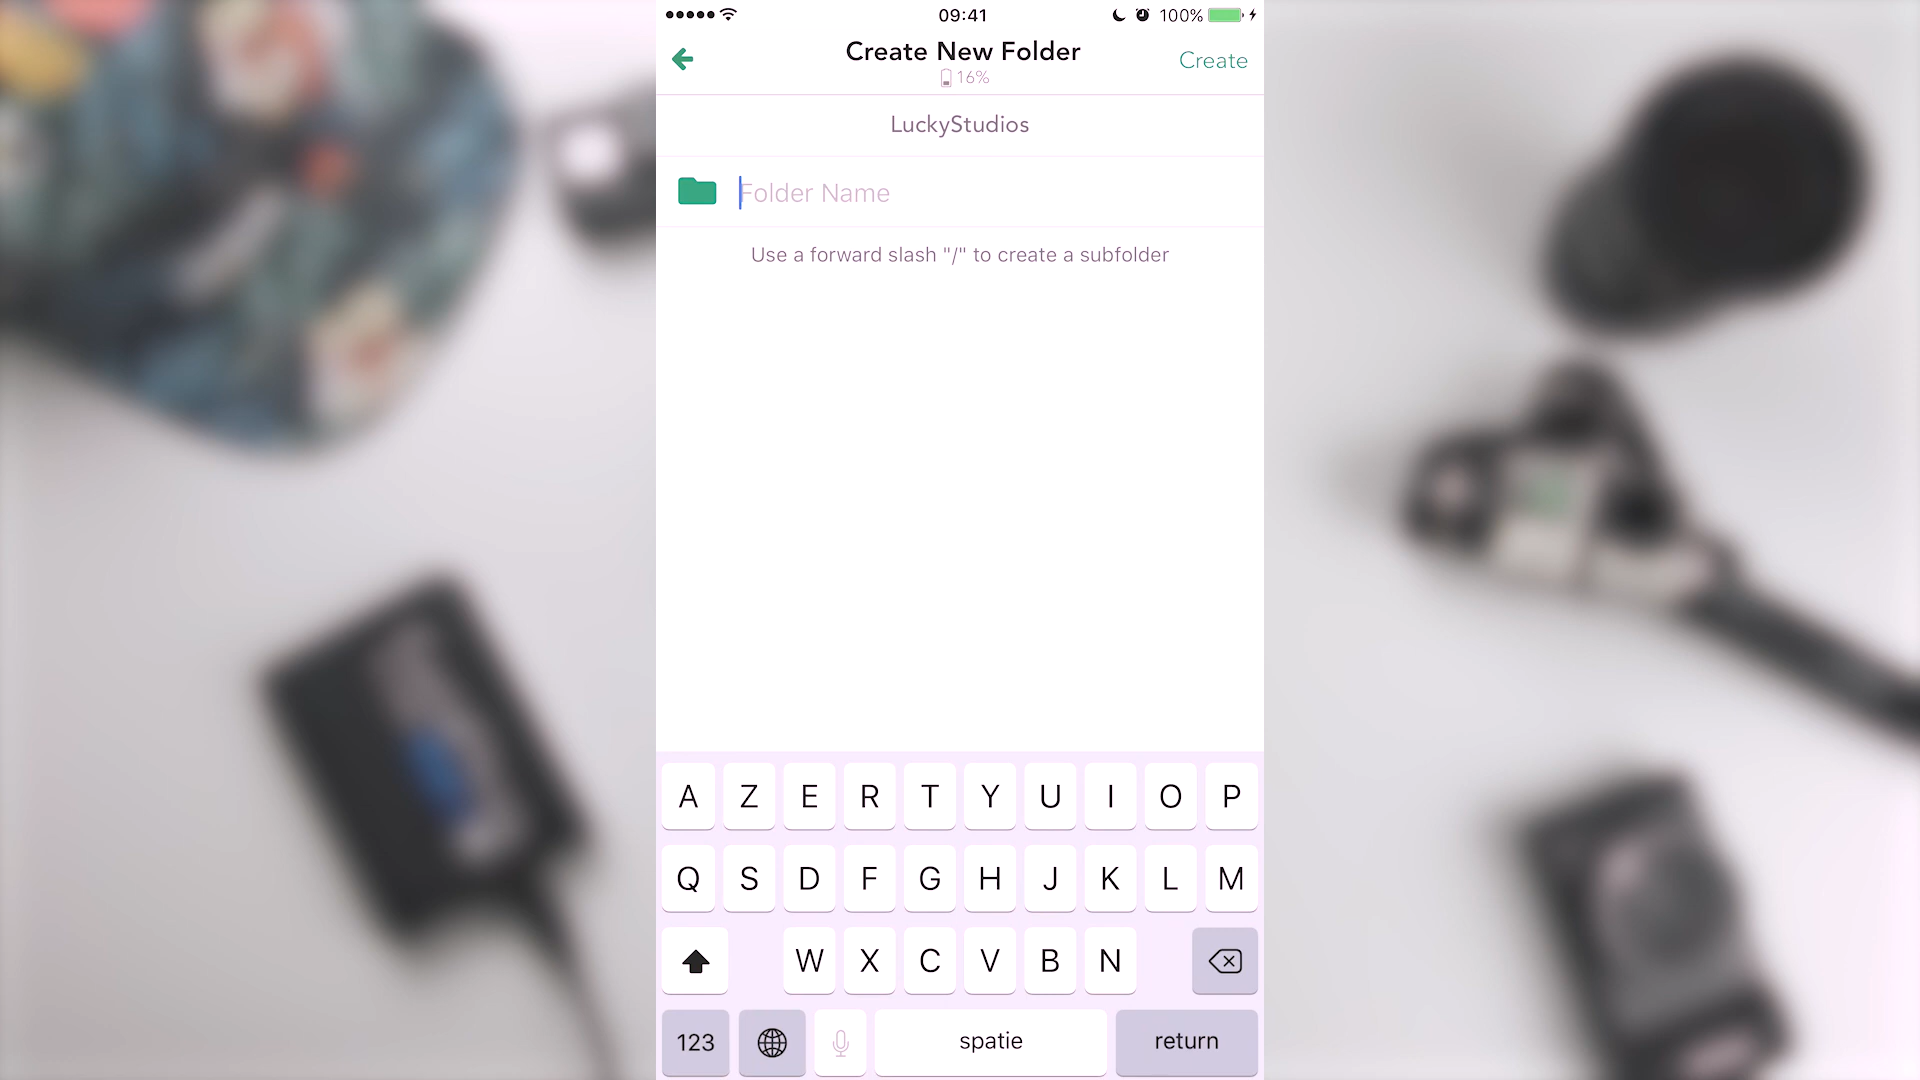 09:41
100%
Create New Folder
Create
16%
LuckyStudios
Folder Name
Use a forward slash "/" to create a subfolder
A Z E R T Y U I O P
Q S D F G H J K L M
W X C V B N
123
spatie
return